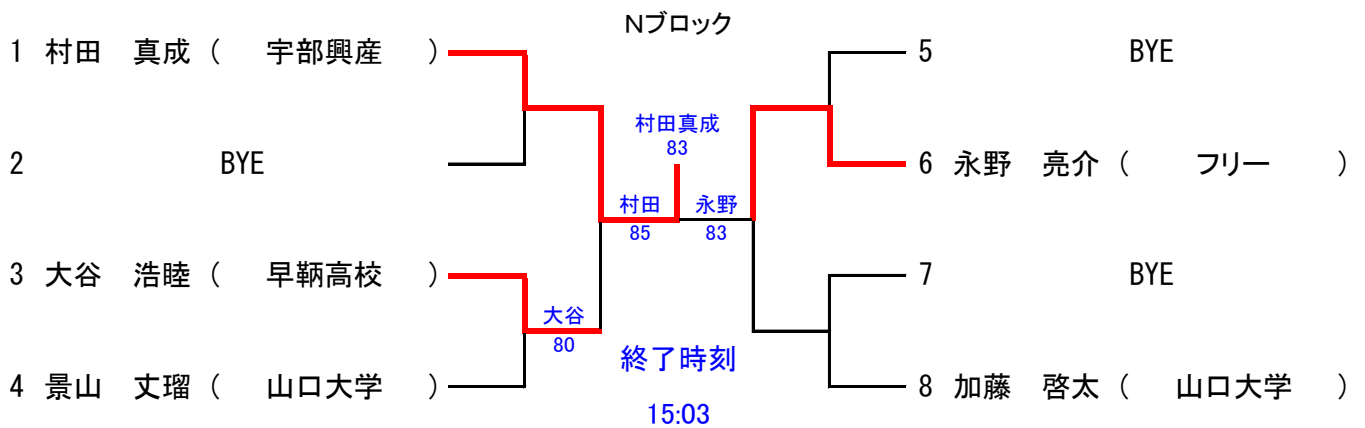 Nブロック
1 村田 真成 ( 宇部興産 )
2 BYE
3 大谷 浩睦 ( 早鞆高校 )
4 景山 丈瑠 ( 山口大学 )
大谷
80
村田
85
村田真成
83
永野
83
終了時刻
15:03
5 BYE
6 永野 亮介 ( フリー )
7 BYE
8 加藤 啓太 ( 山口大学 )